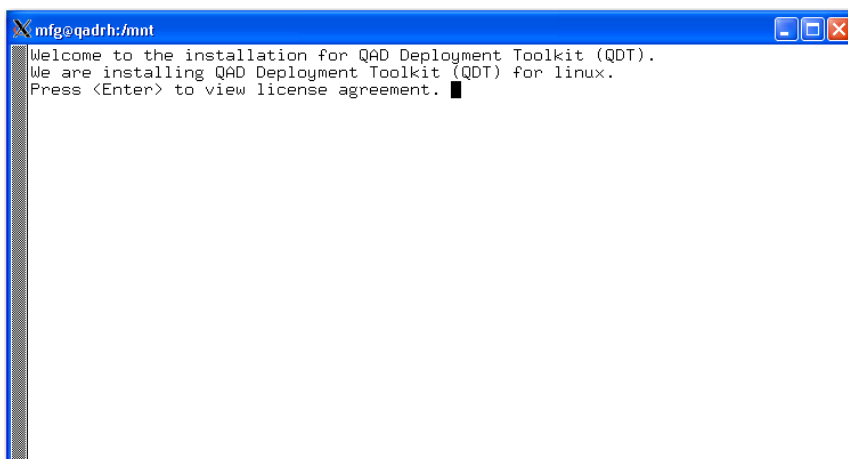 mfg@qadrh:/mnt
Welcome to the installation for QAD Deployment Toolkit (QDT).
We are installing QAD Deployment Toolkit (QDT) for linux.
Press <Enter> to view license agreement.